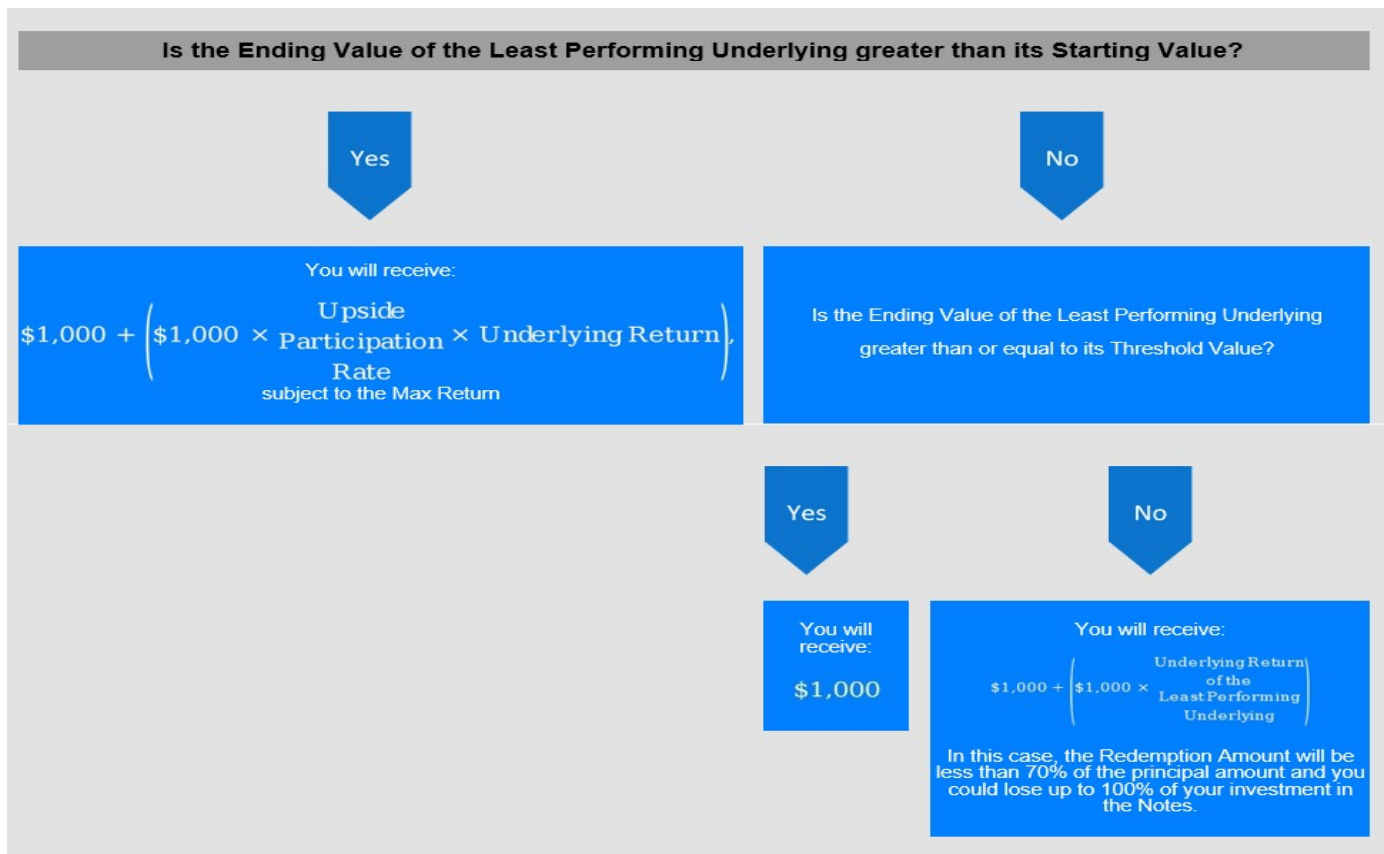 Is the Ending Value of the Least Performing Underlying greater than its Starting Value?
Yes
No
You will receive:
$1,000 + ($1,000 × Upside Participation Rate × Underlying Return),
subject to the Max Return
Is the Ending Value of the Least Performing Underlying
greater than or equal to its Threshold Value?
Yes
No
You will
receive:
$1,000
You will receive:
$1,000 + ($1,000 × Underlying Return of the Least Performing Underlying)
In this case, the Redemption Amount will be
less than 70% of the principal amount and you
could lose up to 100% of your investment in
the Notes.